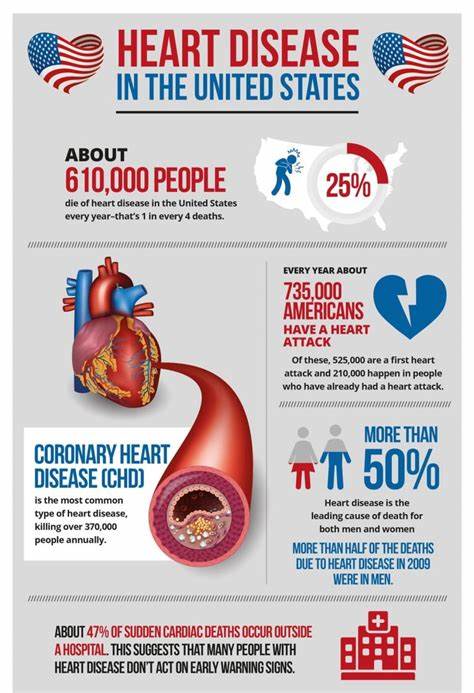 HEART DISEASE
IN THE UNITED STATES
ABOUT
610,000 PEOPLE
die of heart disease in the United States
every year–that's 1 in every 4 deaths.
25%
EVERY YEAR ABOUT
735,000
AMERICANS
HAVE A HEART
ATTACK
Of these, 525,000 are a first heart
attack and 210,000 happen in people
who have already had a heart attack.
CORONARY HEART
DISEASE (CHD)
is the most common
type of heart disease,
killing over 370,000
people annually.
MORE THAN
50%
Heart disease is the
leading cause of death for
both men and women
MORE THAN HALF OF THE DEATHS
DUE TO HEART DISEASE IN 2009
WERE IN MEN.
ABOUT 47% OF SUDDEN CARDIAC DEATHS OCCUR OUTSIDE
A HOSPITAL. THIS SUGGESTS THAT MANY PEOPLE WITH
HEART DISEASE DON'T ACT ON EARLY WARNING SIGNS.